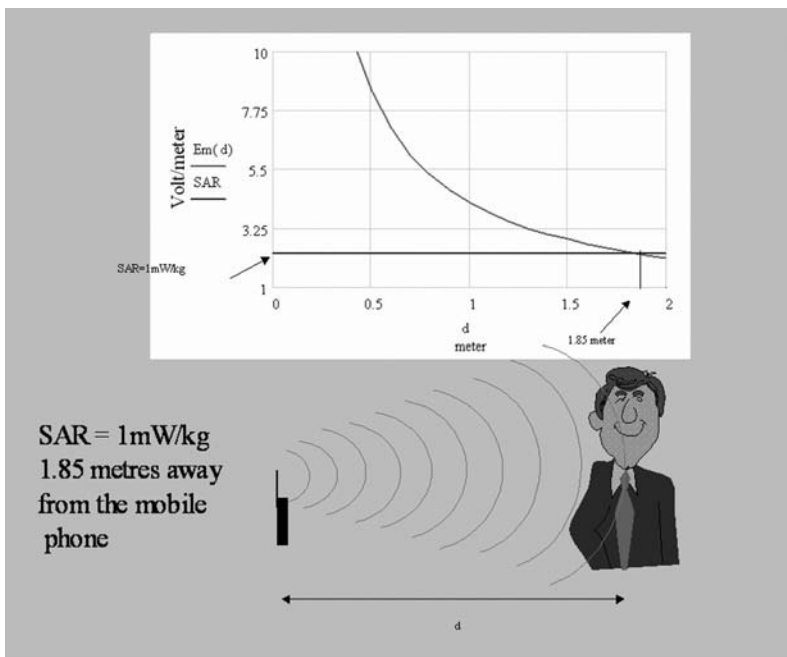 10
7.75
5.5
3.25
1
Volt/meter
Em( d)
SAR
SAR=1mW/kg
0 0.5 1 1.5 2
d
meter
1.85 meter
SAR = 1mW/kg
1.85 metres away
from the mobile
phone
d